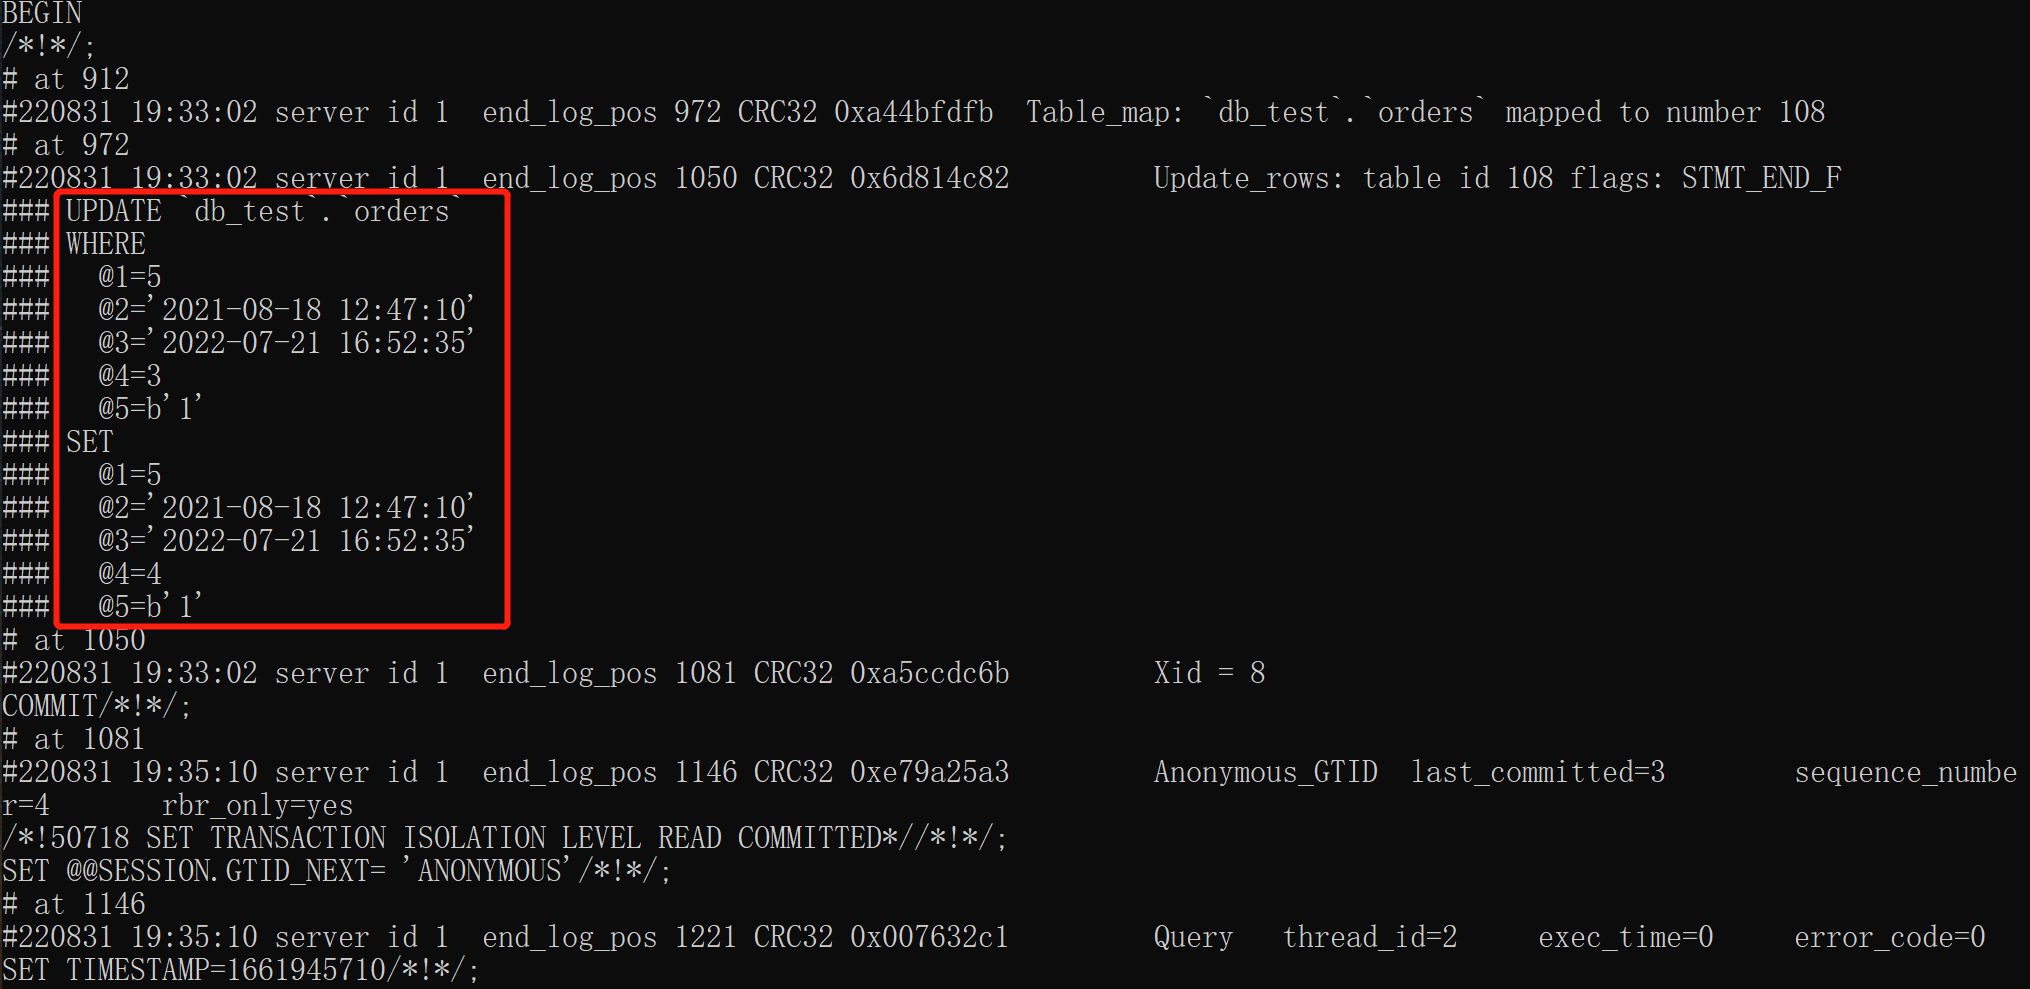 BEGIN
/*!*/;
# at 912
#220831 19:33:02 server id 1  end_log_pos 972 CRC32 0xa44bfdfb  Table_map: `db_test`.`orders` mapped to number 108
# at 972
#220831 19:33:02 server id 1  end_log_pos 1050 CRC32 0x6d814c82         Update_rows: table id 108 flags: STMT_END_F
### UPDATE `db_test`.`orders`
### WHERE
###   @1=5
###   @2='2021-08-18 12:47:10'
###   @3='2022-07-21 16:52:35'
###   @4=3
###   @5=b'1'
### SET
###   @1=5
###   @2='2021-08-18 12:47:10'
###   @3='2022-07-21 16:52:35'
###   @4=4
###   @5=b'1'
# at 1050
#220831 19:33:02 server id 1  end_log_pos 1081 CRC32 0xa5ccdc6b         Xid = 8
COMMIT/*!*/;
# at 1081
#220831 19:35:10 server id 1  end_log_pos 1146 CRC32 0xe79a25a3         Anonymous_GTID  last_committed=3        sequence_numbe
r=4       rbr_only=yes
/*!50718 SET TRANSACTION ISOLATION LEVEL READ COMMITTED*//*!*/;
SET @@SESSION.GTID_NEXT= 'ANONYMOUS'/*!*/;
# at 1146
#220831 19:35:10 server id 1  end_log_pos 1221 CRC32 0x007632c1         Query   thread_id=2     exec_time=0     error_code=0
SET TIMESTAMP=1661945710/*!*/;